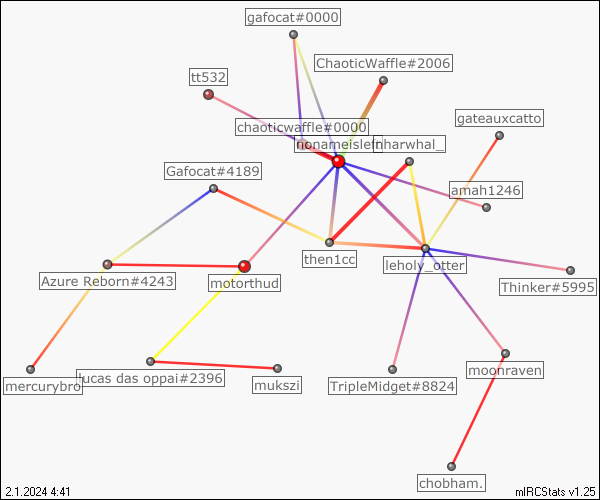 gafocat#0000
ChaoticWaffle#2006
tt532
gateauxcatto
chaoticwaffle#0000
nharwhal_
Gafocat#4189
amah1246
then1cc
leholy_otter
Azure Reborn#4243
motorthud
Thinker#5995
mercurybro
lucas das oppai#2396
mukszi
TripleMidget#8824
moonraven
chobham.
2.1.2024 4:41
mIRCStats v1.25